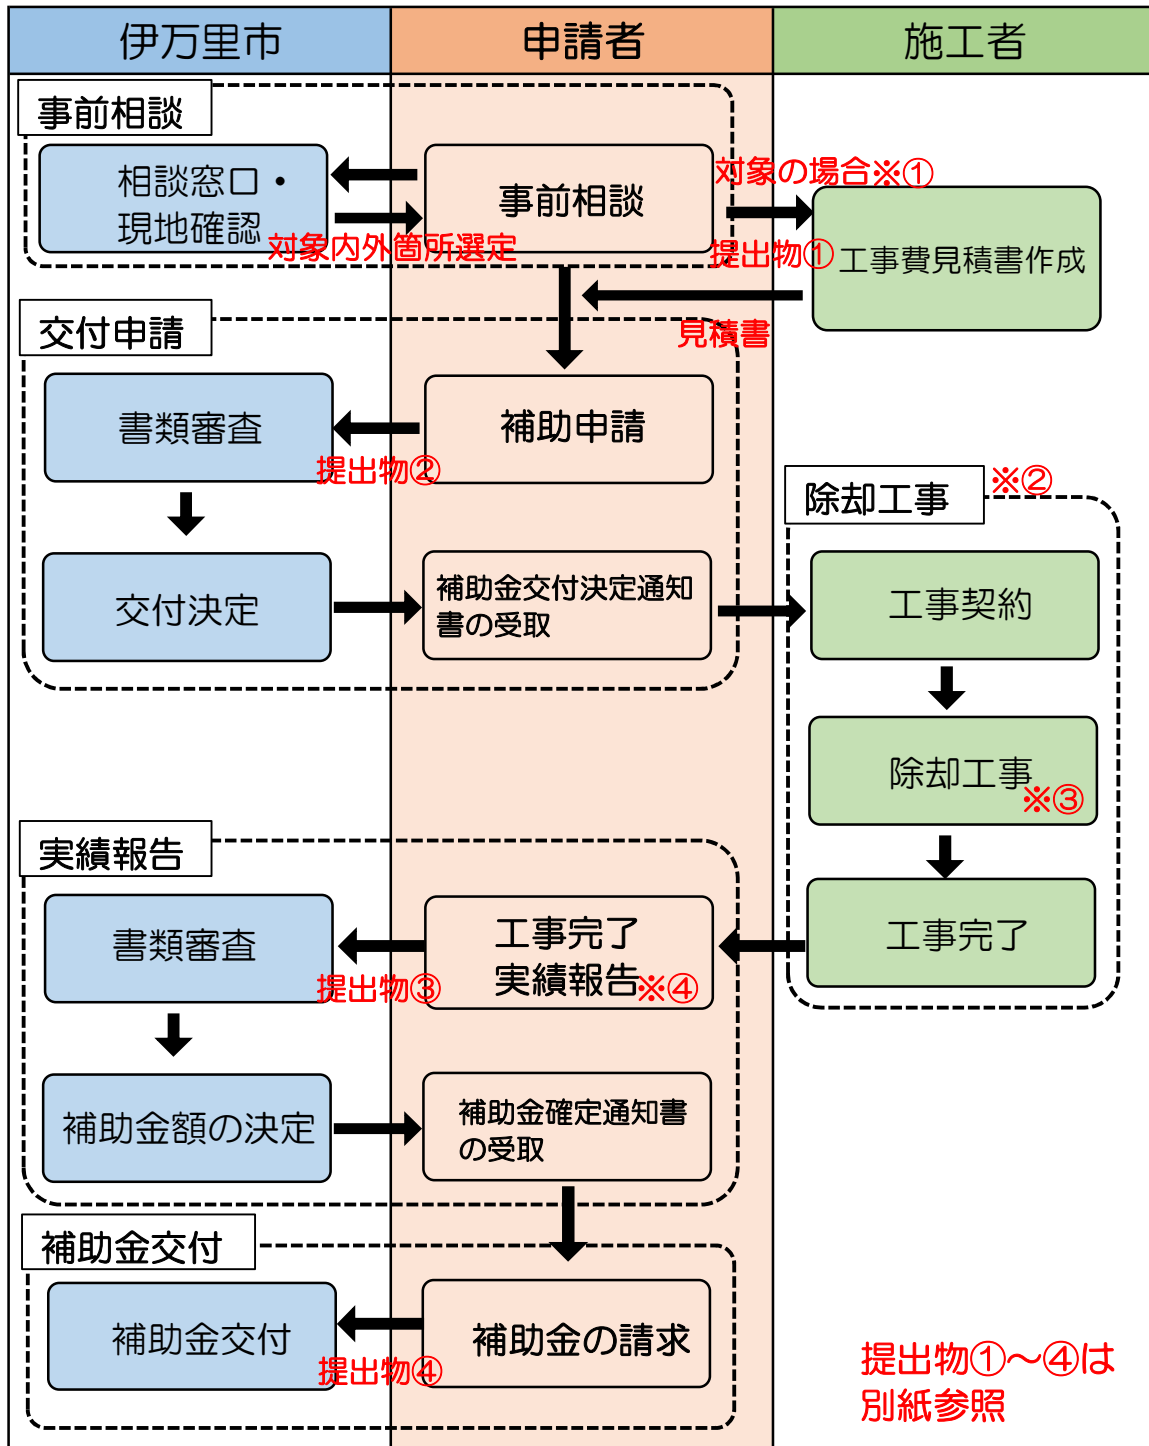 伊万里市
申請者
施工者
事前相談
相談窓口・
現地確認
事前相談
対象の場合※①
対象内外箇所選定
提出物①
工事費見積書作成
見積書
交付申請
書類審査
補助申請
提出物②
除却工事
※②
交付決定
補助金交付決定通知
書の受取
工事契約
除却工事
※③
実績報告
書類審査
工事完了
実績報告※④
提出物③
工事完了
補助金額の決定
補助金確定通知書
の受取
補助金交付
補助金交付
補助金の請求
提出物④
提出物①～④は
別紙参照